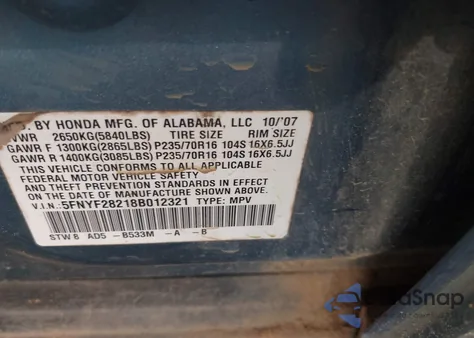 BY HONDA MFG. OF ALABAMA, LLC 10/'07
VWR 2650KG(5840LBS) TIRE SIZE RIM SIZE
GAWR F 1300KG(2865LBS) P235/70R16 104S 16X6.5JJ
GAWR R 1400KG(3085LBS) P235/70R16 104S 16X6.5JJ
THIS VEHICLE CONFORMS TO ALL APPLICABLE
FEDERAL MOTOR VEHICLE SAFETY
AND THEFT PREVENTION STANDARDS IN EFFECT
ON THE DATE OF MANUFACTURE SHOWN ABOVE.
V.I.N.: 5FNYF28218B012321 TYPE: MPV
STW8 AD5 -B533M -A -B
DataSnap